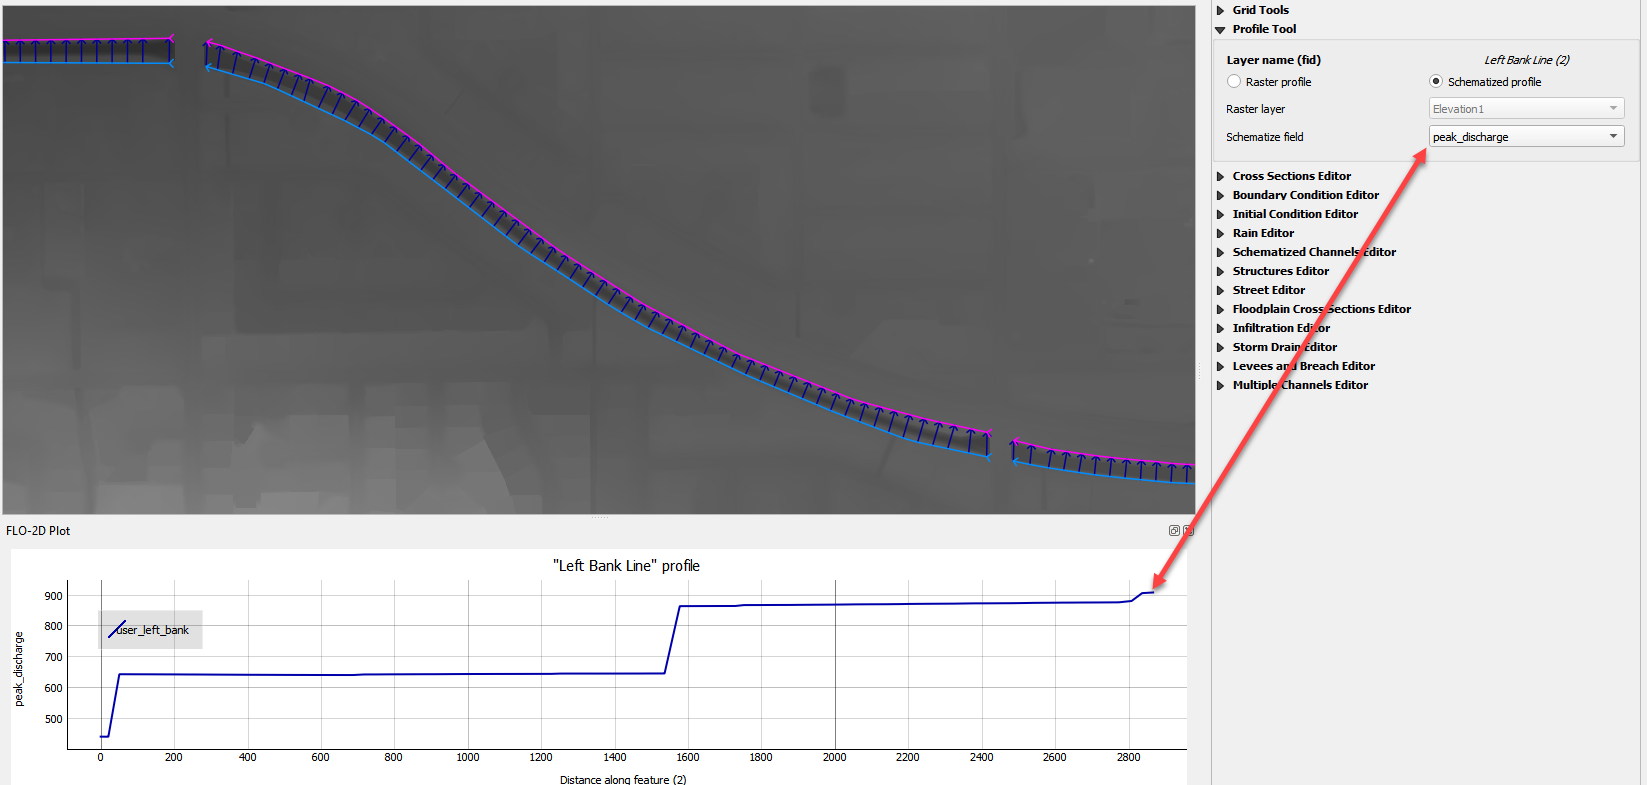 Grid Tools
Profile Tool
Layer name (fid) Left Bank Line (2)
Raster profile Schematized profile
Raster layer Elevation1
Schematize field peak_discharge
Cross Sections Editor
Boundary Condition Editor
Initial Condition Editor
Rain Editor
Schematized Channels Editor
Structures Editor
Street Editor
Floodplain Cross Sections Editor
Infiltration Editor
Storm Drain Editor
Levees and Breach Editor
Multiple Channels Editor
FLO-2D Plot
"Left Bank Line" profile
900
800
700
600
500
peak_discharge
user_left_bank
0 200 400 600 800 1000 1200 1400 1600 1800 2000 2200 2400 2600 2800
Distance along feature (2)